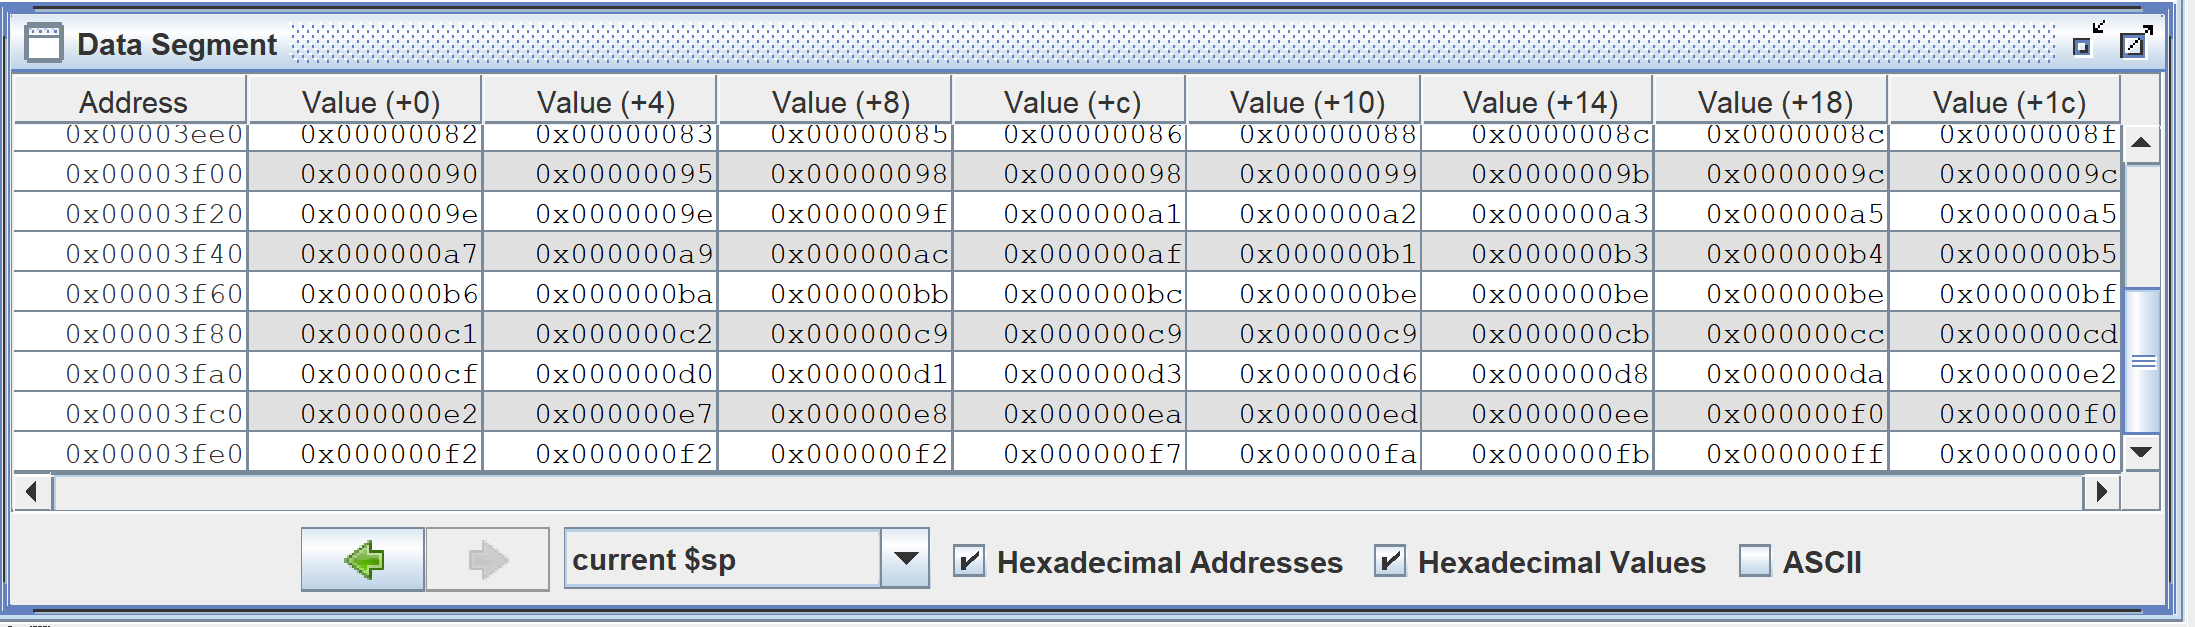 Data Segment
Address Value (+0) Value (+4) Value (+8) Value (+c) Value (+10) Value (+14) Value (+18) Value (+1c)
0x00003ee0 0x00000082 0x00000083 0x00000085 0x00000086 0x00000088 0x0000008c 0x0000008c 0x0000008f
0x00003f00 0x00000090 0x00000095 0x00000098 0x00000098 0x00000099 0x0000009b 0x0000009c 0x0000009c
0x00003f20 0x0000009e 0x0000009e 0x0000009f 0x000000a1 0x000000a2 0x000000a3 0x000000a5 0x000000a5
0x00003f40 0x000000a7 0x000000a9 0x000000ac 0x000000af 0x000000b1 0x000000b3 0x000000b4 0x000000b5
0x00003f60 0x000000b6 0x000000ba 0x000000bb 0x000000bc 0x000000be 0x000000be 0x000000be 0x000000bf
0x00003f80 0x000000c1 0x000000c2 0x000000c9 0x000000c9 0x000000c9 0x000000cb 0x000000cc 0x000000cd
0x00003fa0 0x000000cf 0x000000d0 0x000000d1 0x000000d3 0x000000d6 0x000000d8 0x000000da 0x000000e2
0x00003fc0 0x000000e2 0x000000e7 0x000000e8 0x000000ea 0x000000ed 0x000000ee 0x000000f0 0x000000f0
0x00003fe0 0x000000f2 0x000000f2 0x000000f2 0x000000f7 0x000000fa 0x000000fb 0x000000ff 0x00000000
current $sp Hexadecimal Addresses Hexadecimal Values ASCII